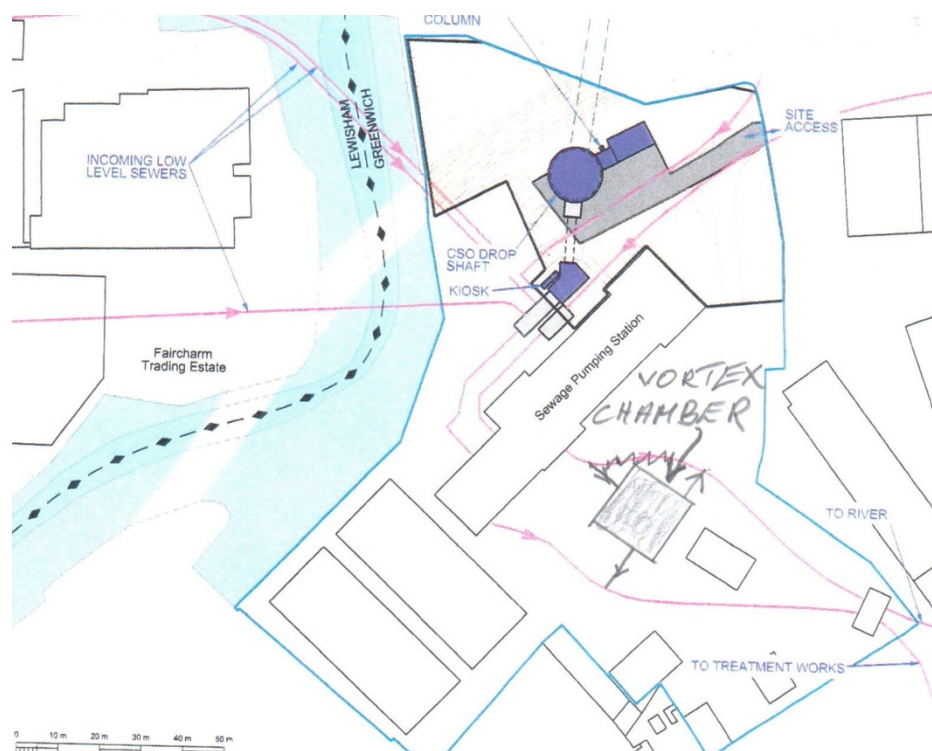 COLUMN
LEWISHAM
GREENWICH
SITE
ACCESS
INCOMING LOW
LEVEL SEWERS
CSO DROP
SHAFT
KIOSK
Faircharm
Trading Estate
Sewage Pumping Station
VORTEX
CHAMBER
TO RIVER
TO TREATMENT WORKS
0 10 m 20 m 30 m 40 m 50 m